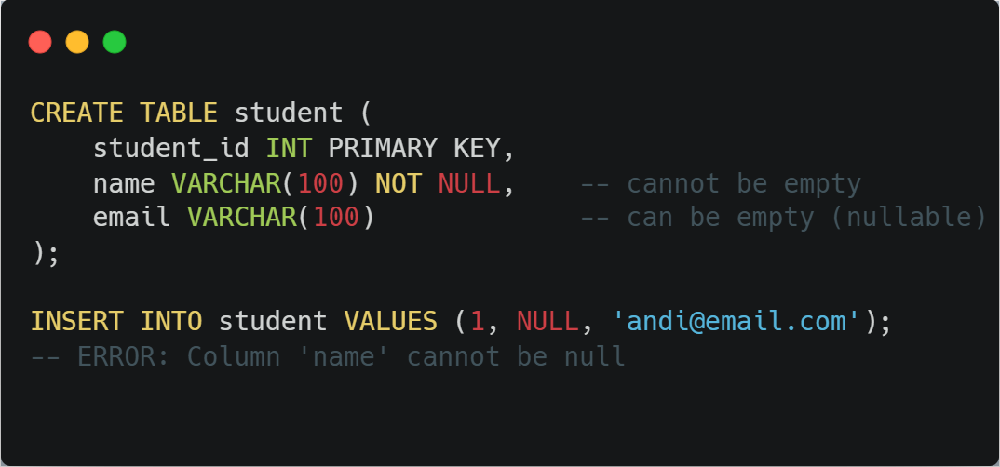 CREATE TABLE student (
    student_id INT PRIMARY KEY,
    name VARCHAR(100) NOT NULL,    -- cannot be empty
    email VARCHAR(100)             -- can be empty (nullable)
);

INSERT INTO student VALUES (1, NULL, 'andi@email.com');
-- ERROR: Column 'name' cannot be null